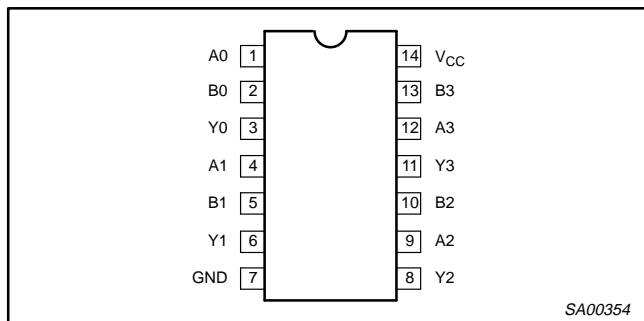 A0 1 14 VCC
B0 2 13 B3
Y0 3 12 A3
A1 4 11 Y3
B1 5 10 B2
Y1 6 9 A2
GND 7 8 Y2
SA00354